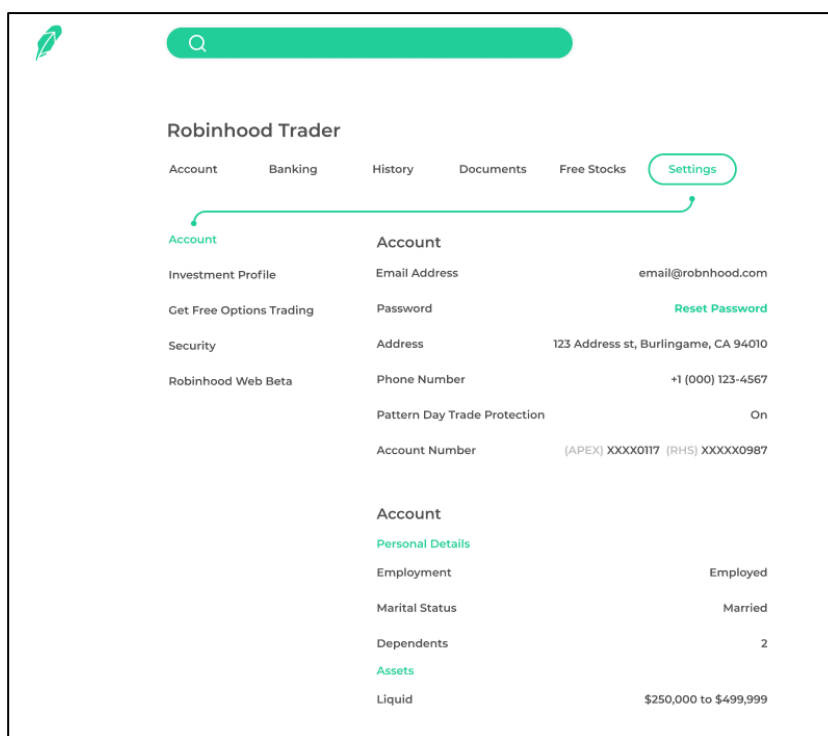 Robinhood Trader
Account Banking History Documents Free Stocks Settings
Account
Investment Profile
Get Free Options Trading
Security
Robinhood Web Beta
Account
Email Address email@robnhood.com
Password Reset Password
Address 123 Address st, Burlingame, CA 94010
Phone Number +1 (000) 123-4567
Pattern Day Trade Protection On
Account Number (APEX) XXXX0117 (RHS) XXXXX0987
Account
Personal Details
Employment Employed
Marital Status Married
Dependents 2
Assets
Liquid $250,000 to $499,999